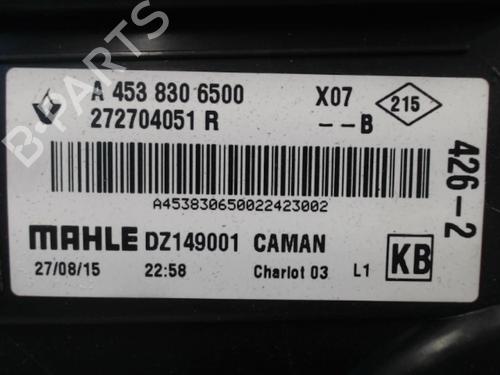 A 453 830 6500 X07 215
272704051 R --B
A453830650022423002
426-2
MAHLE DZ149001 CAMAN
27/08/15 22:58 Chariot 03 L1 KB
B-PARTS